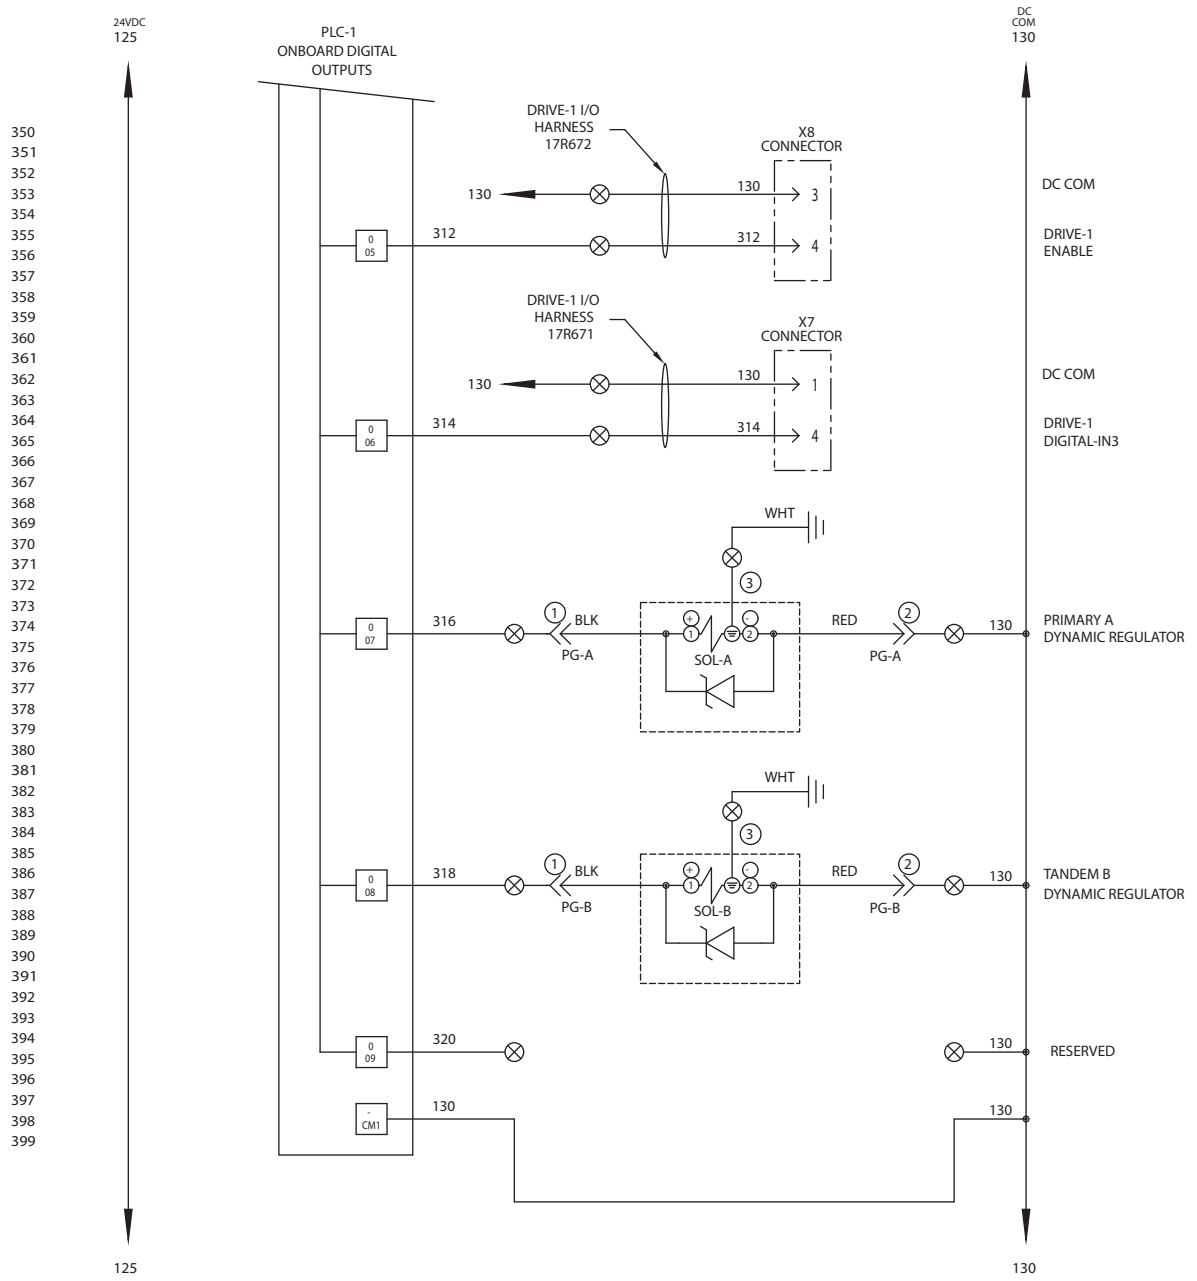 24VDC
125
DC
COM
130
PLC-1
ONBOARD DIGITAL
OUTPUTS
350
351
352
353
354
355
356
357
358
359
360
361
362
363
364
365
366
367
368
369
370
371
372
373
374
375
376
377
378
379
380
381
382
383
384
385
386
387
388
389
390
391
392
393
394
395
396
397
398
399
DRIVE-1 I/O
HARNESS
17R672
X8
CONNECTOR
130
130
3
DC COM
0
05
312
312
4
DRIVE-1
ENABLE
DRIVE-1 I/O
HARNESS
17R671
X7
CONNECTOR
130
130
1
DC COM
0
06
314
314
4
DRIVE-1
DIGITAL-IN3
WHT
3
0
07
316
1
BLK
PG-A
+
1
-
2
SOL-A
RED
2
PG-A
130
PRIMARY A
DYNAMIC REGULATOR
WHT
3
0
08
318
1
BLK
PG-B
+
1
-
2
SOL-B
RED
2
PG-B
130
TANDEM B
DYNAMIC REGULATOR
0
09
320
130
RESERVED
-
CM1
130
130
125
130